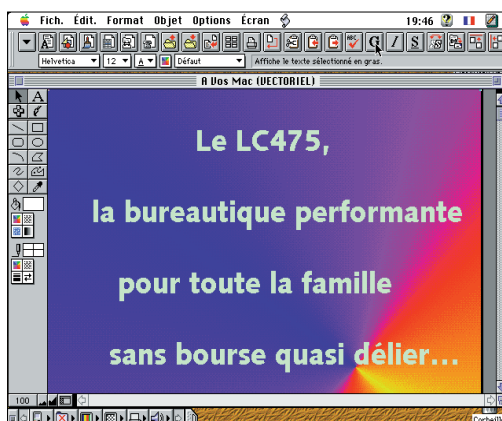 Fich. Édit. Format Objet Options Écran 19:46
G I S
Helvetica 12 A Défaut Affiche le texte sélectionné en gras.
A Vos Mac (VECTORIEL)
A
Le LC475,
la bureautique performante
pour toute la famille
sans bourse quasi délier...
100